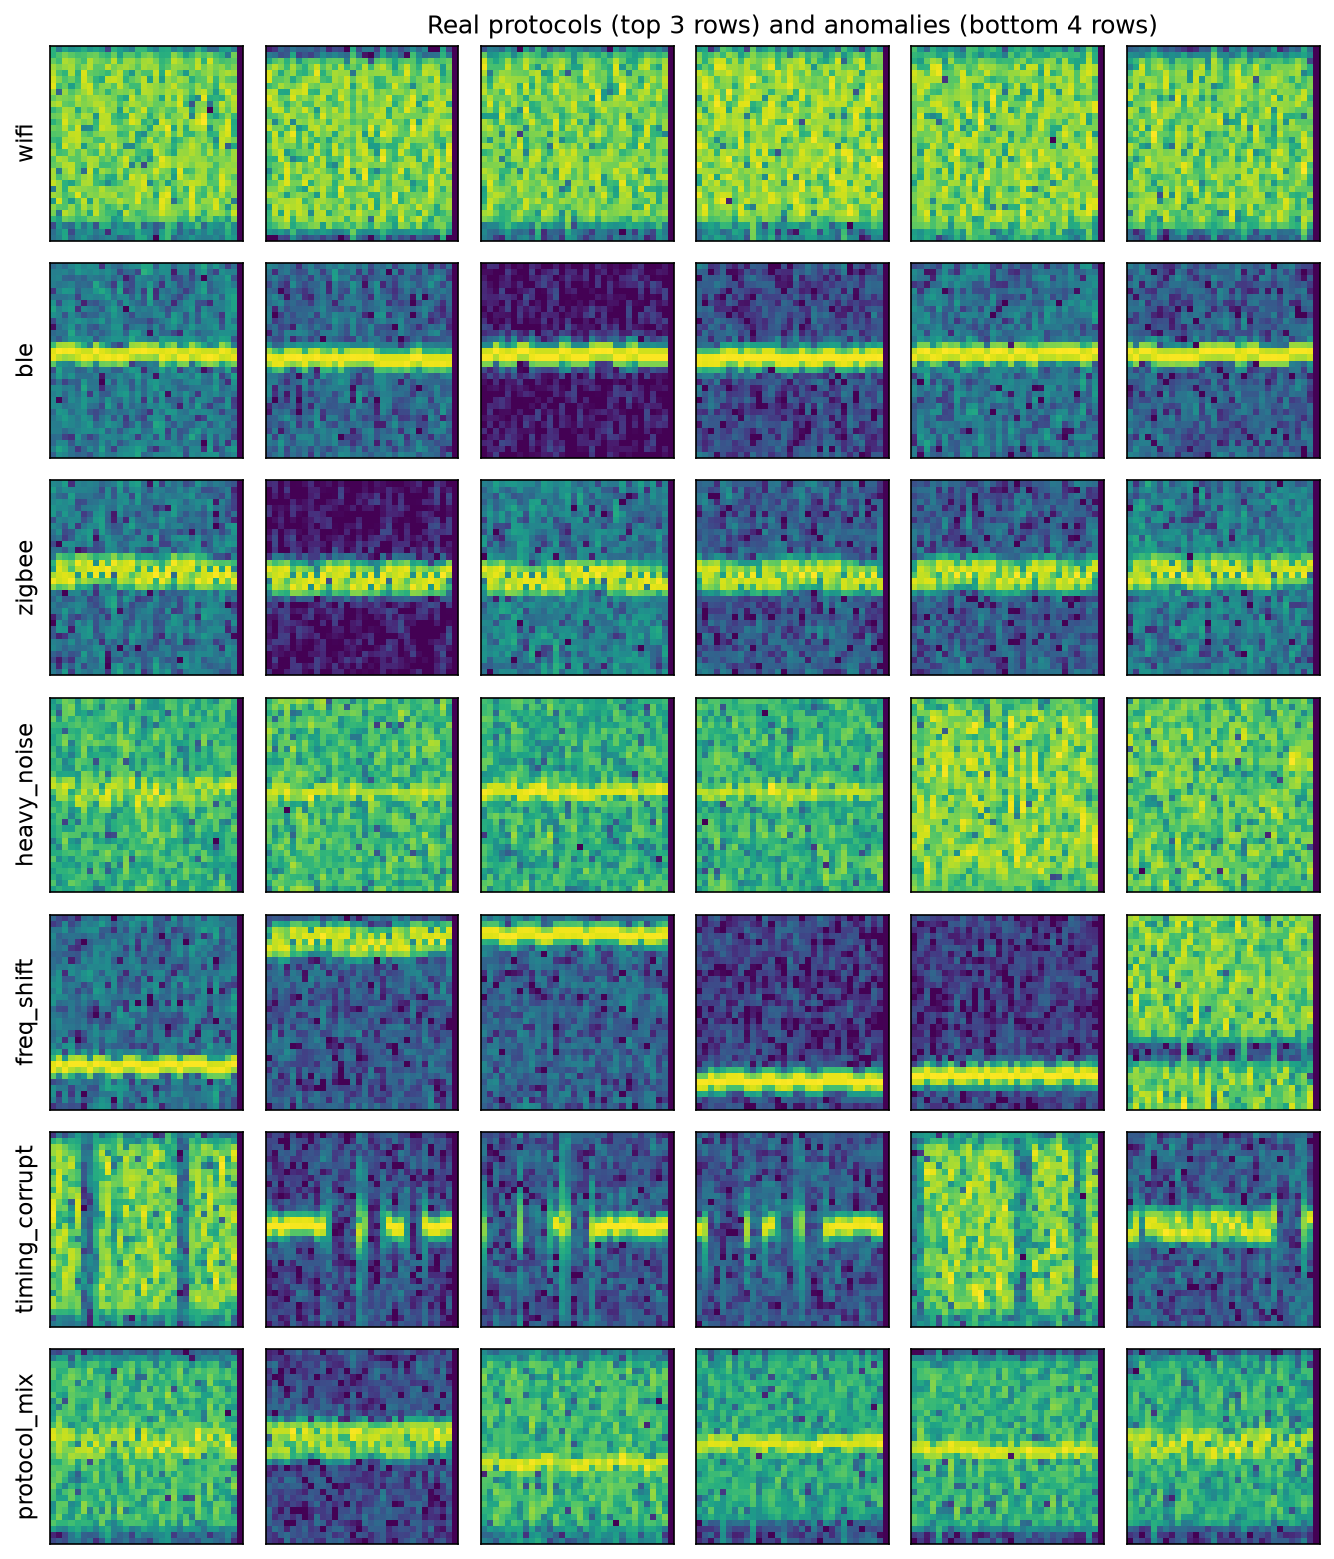 Real protocols (top 3 rows) and anomalies (bottom 4 rows)
wifi
ble
zigbee
heavy_noise
freq_shift
timing_corrupt
protocol_mix